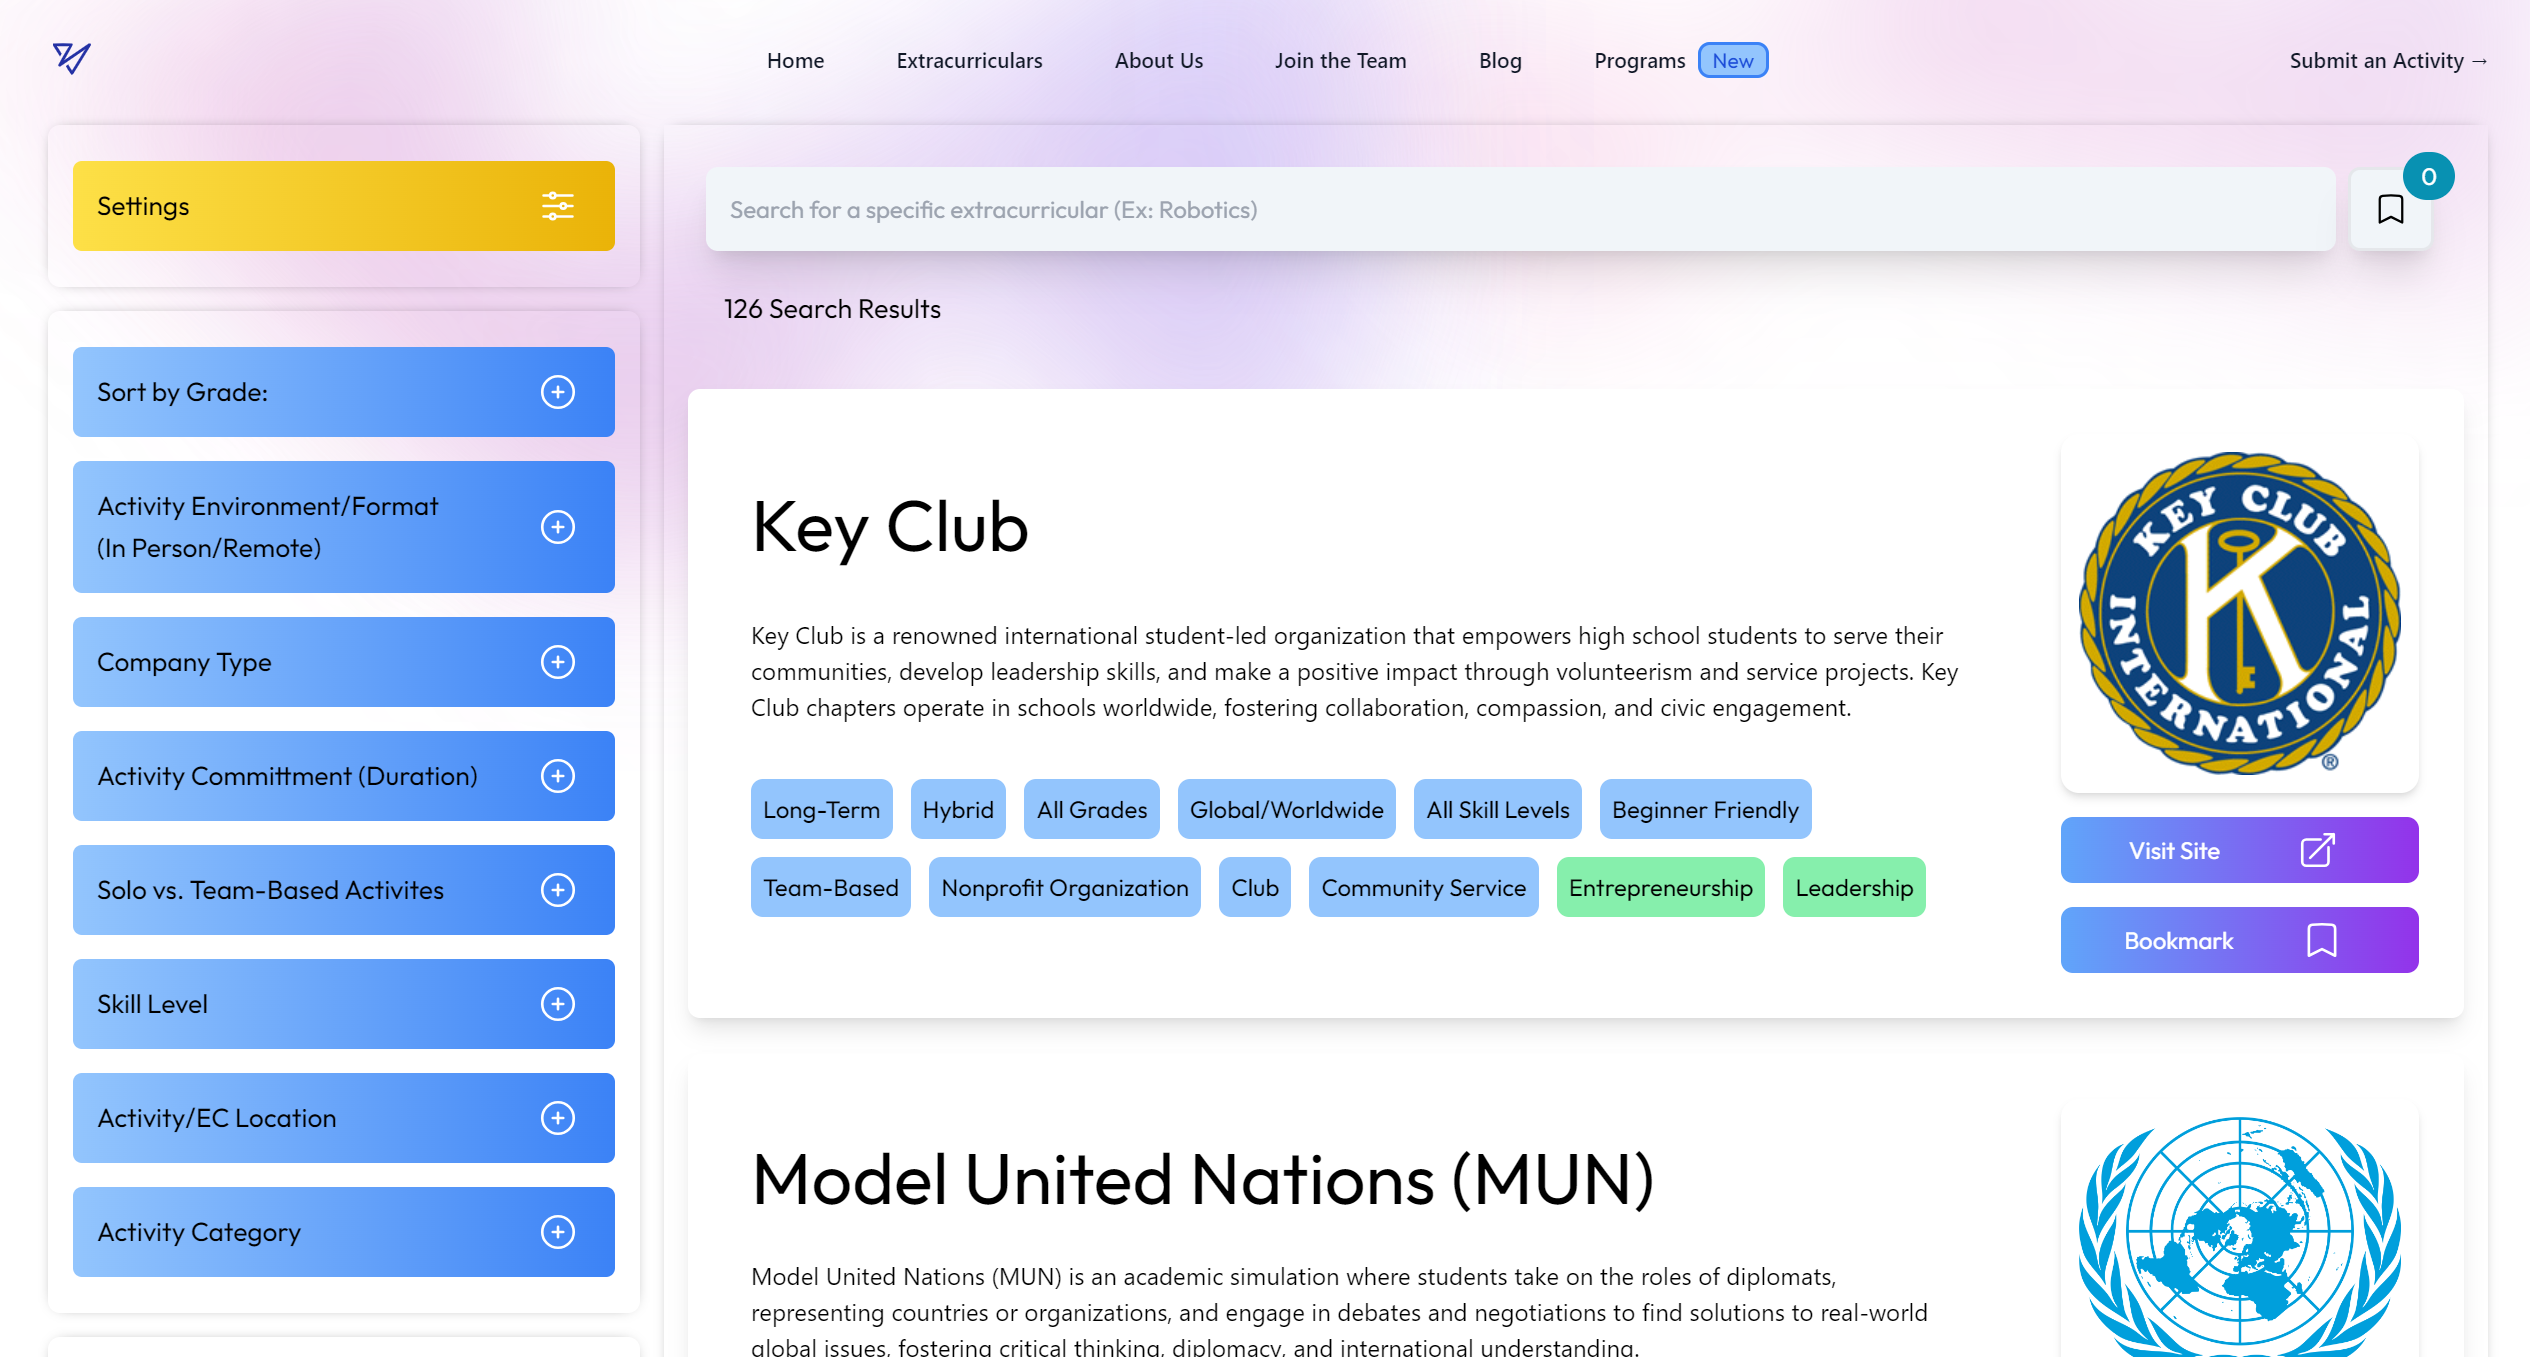 Home
Extracurriculars
About Us
Join the Team
Blog
Programs
New
Submit an Activity →
Settings
Sort by Grade:
Activity Environment/Format
(In Person/Remote)
Company Type
Activity Committment (Duration)
Solo vs. Team-Based Activites
Skill Level
Activity/EC Location
Activity Category
Search for a specific extracurricular (Ex: Robotics)
0
126 Search Results
Key Club
Key Club is a renowned international student-led organization that empowers high school students to serve their
communities, develop leadership skills, and make a positive impact through volunteerism and service projects. Key
Club chapters operate in schools worldwide, fostering collaboration, compassion, and civic engagement.
Long-Term
Hybrid
All Grades
Global/Worldwide
All Skill Levels
Beginner Friendly
Team-Based
Nonprofit Organization
Club
Community Service
Entrepreneurship
Leadership
KEY CLUB
K
INTERNATIONAL
®
Visit Site
Bookmark
Model United Nations (MUN)
Model United Nations (MUN) is an academic simulation where students take on the roles of diplomats,
representing countries or organizations, and engage in debates and negotiations to find solutions to real-world
global issues, fostering critical thinking, diplomacy, and international understanding.